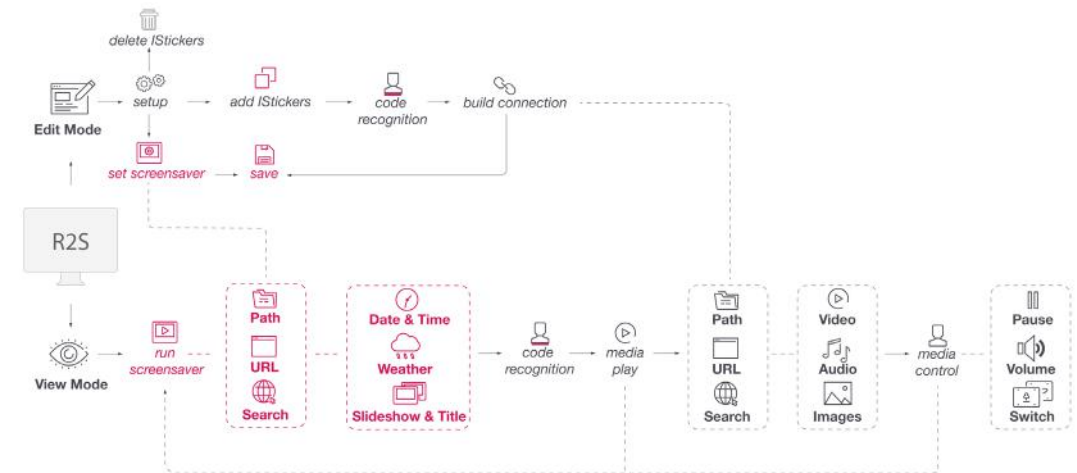 delete IStickers
setup
add IStickers
code
recognition
build connection
Edit Mode
set screensaver
save
R2S
Path
URL
Search
Date & Time
Weather
Slideshow & Title
code
recognition
media
play
Path
URL
Search
Video
Audio
Images
media
control
Pause
Volume
Switch
run
screensaver
View Mode